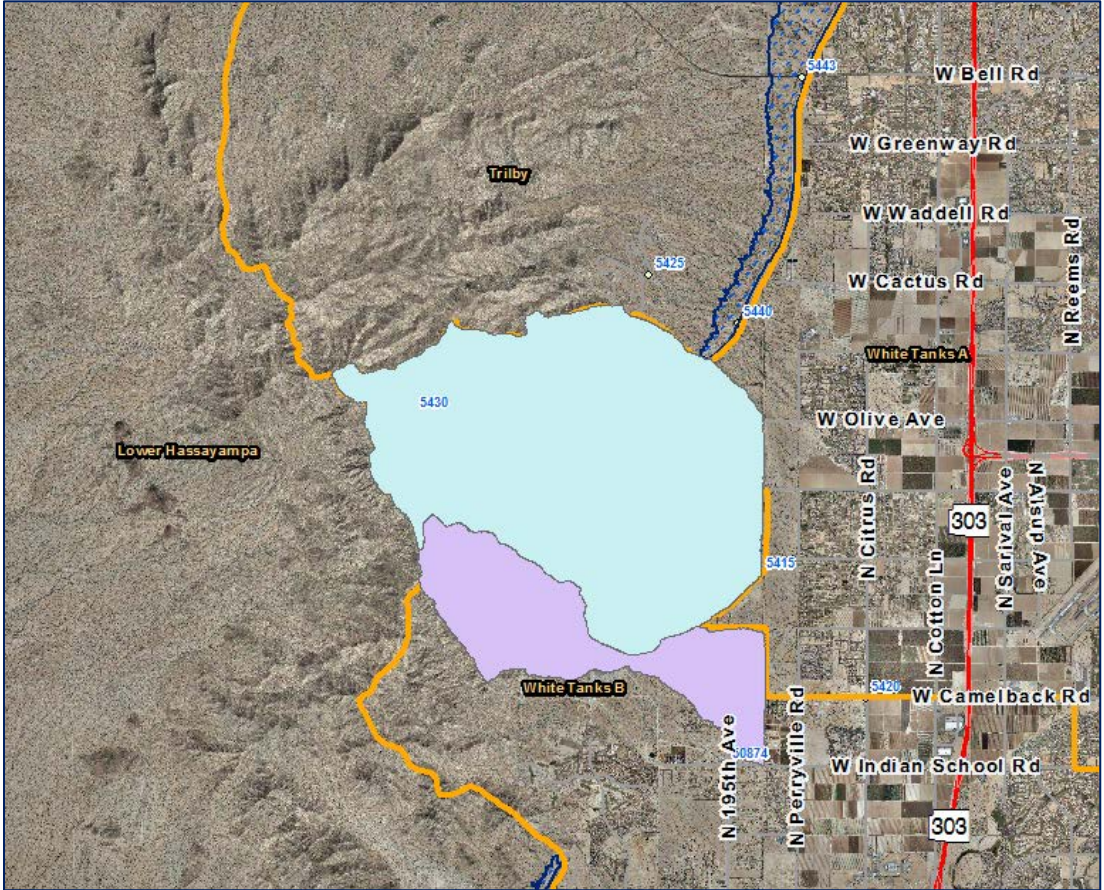 5443
W Bell Rd
W Greenway Rd
Trilby
W Waddell Rd
N Reems Rd
5425
W Cactus Rd
5440
White Tanks A
5430
W Olive Ave
Lower Hassayampa
N Citrus Rd
303
N Sarival Ave
N Alsup Ave
5415
N Cotton Ln
White Tanks B
5420
W Camelback Rd
N 195th Ave
N Perryville Rd
50874
W Indian School Rd
303